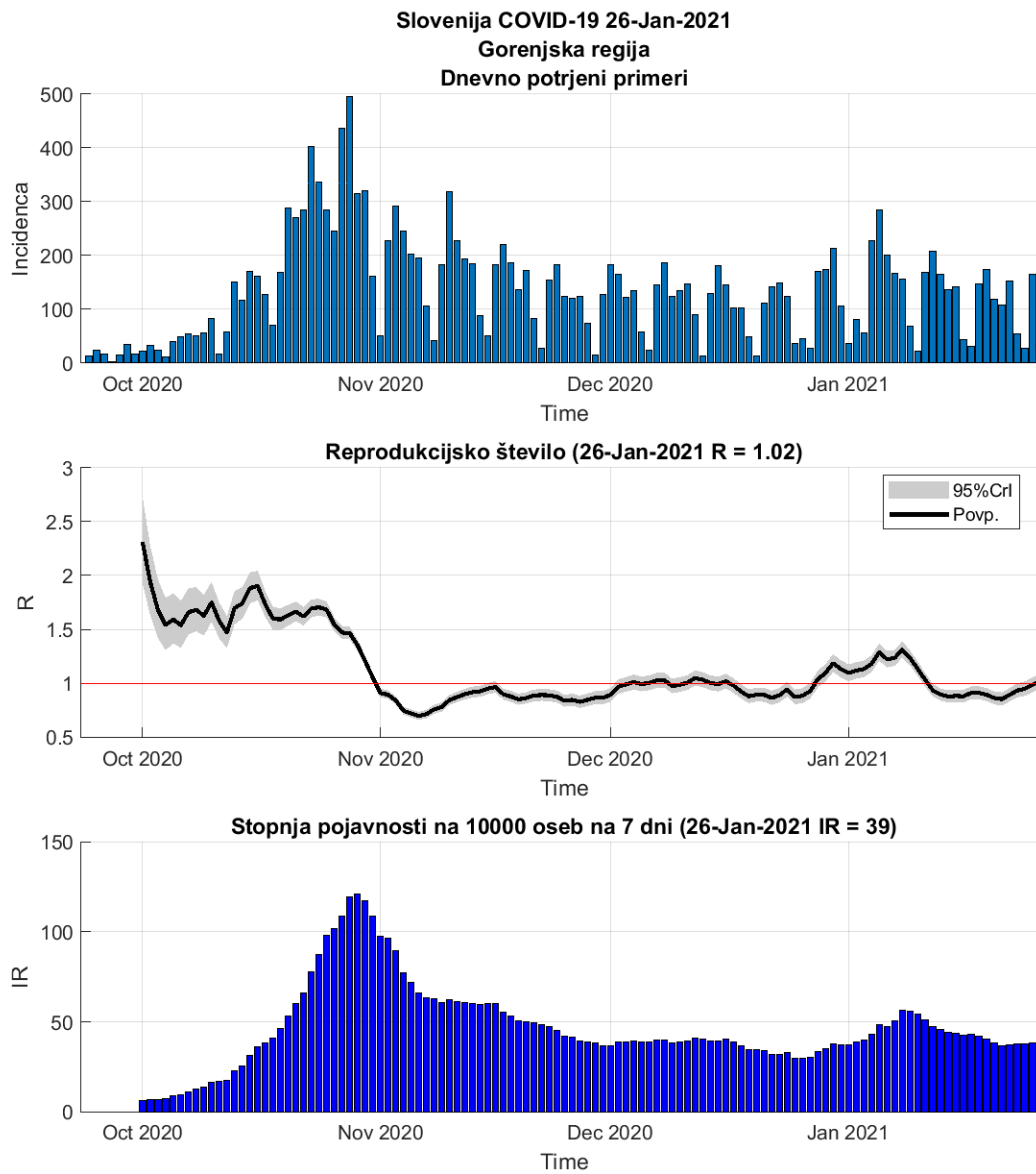 Slovenija COVID-19 26-Jan-2021
Gorenjska regija
Dnevno potrjeni primeri
500
400
300
200
100
0
Incidenca
Oct 2020 Nov 2020 Dec 2020 Jan 2021
Time
Reprodukcijsko število (26-Jan-2021 R = 1.02)
3
2.5
2
1.5
1
0.5
R
95%CrI
Povp.
Oct 2020 Nov 2020 Dec 2020 Jan 2021
Time
Stopnja pojavnosti na 10000 oseb na 7 dni (26-Jan-2021 IR = 39)
150
100
50
0
IR
Oct 2020 Nov 2020 Dec 2020 Jan 2021
Time